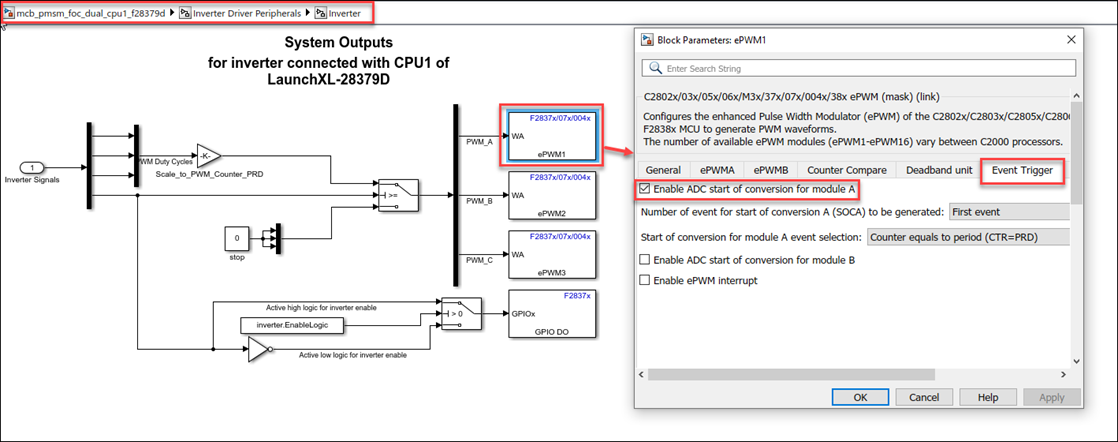 mcb_pmsm_foc_dual_cpu1_f28379d
Inverter Driver Peripherals
Inverter
System Outputs
for inverter connected with CPU1 of
LaunchXL-28379D
1
Inverter Signals
WM Duty Cycles
-K-
Scale_to_PWM_Counter_PRD
>=
0
stop
PWM_A
F2837x/07x/004x
WA
ePWM1
PWM_B
F2837x/07x/004x
WA
ePWM2
PWM_C
F2837x/07x/004x
WA
ePWM3
Active high logic for inverter enable
inverter.EnableLogic
> 0
Active low logic for inverter enable
F2837x
GPIOx
GPIO DO
Block Parameters: ePWM1
Enter Search String
C2802x/03x/05x/06x/M3x/37x/07x/004x/38x ePWM (mask) (link)
Configures the enhanced Pulse Width Modulator (ePWM) of the C2802x/C2803x/C2805x/C2806
F2838x MCU to generate PWM waveforms.
The number of available ePWM modules (ePWM1-ePWM16) vary between C2000 processors.
General
ePWMA
ePWMB
Counter Compare
Deadband unit
Event Trigger
Enable ADC start of conversion for module A
Number of event for start of conversion A (SOCA) to be generated: First event
Start of conversion for module A event selection: Counter equals to period (CTR=PRD)
Enable ADC start of conversion for module B
Enable ePWM interrupt
OK
Cancel
Help
Apply